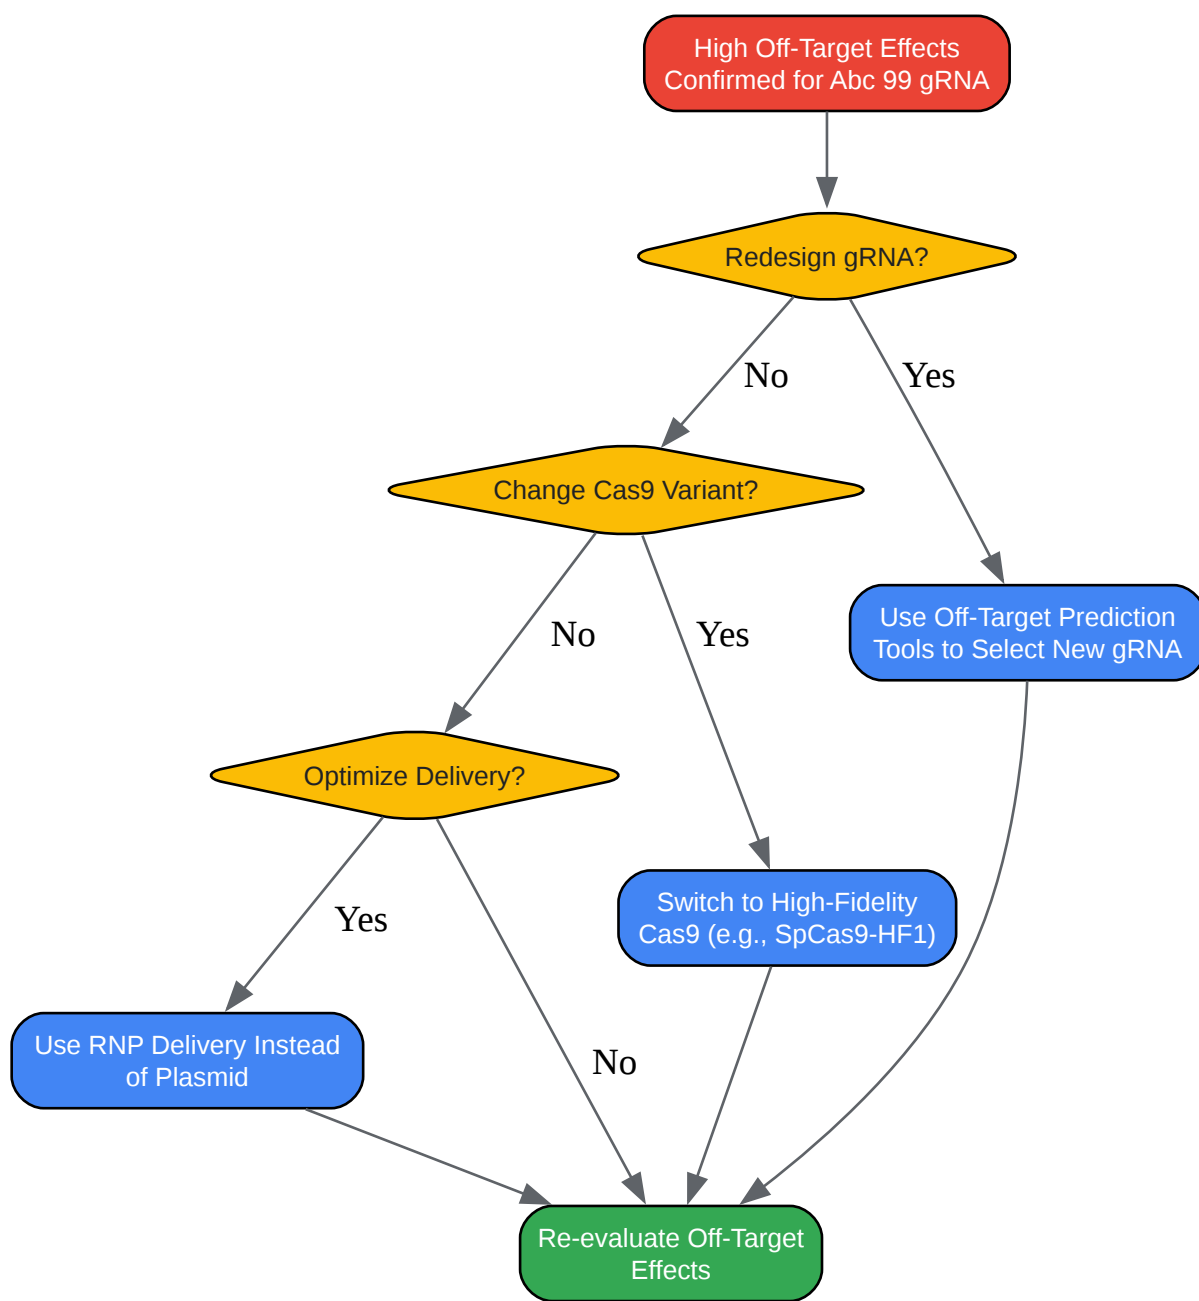 High Off-Target Effects
Confirmed for Abc 99 gRNA
Redesign gRNA?
No
Yes
Change Cas9 Variant?
No
Yes
Use Off-Target Prediction
Tools to Select New gRNA
Optimize Delivery?
Yes
No
Switch to High-Fidelity
Cas9 (e.g., SpCas9-HF1)
Use RNP Delivery Instead
of Plasmid
Re-evaluate Off-Target
Effects